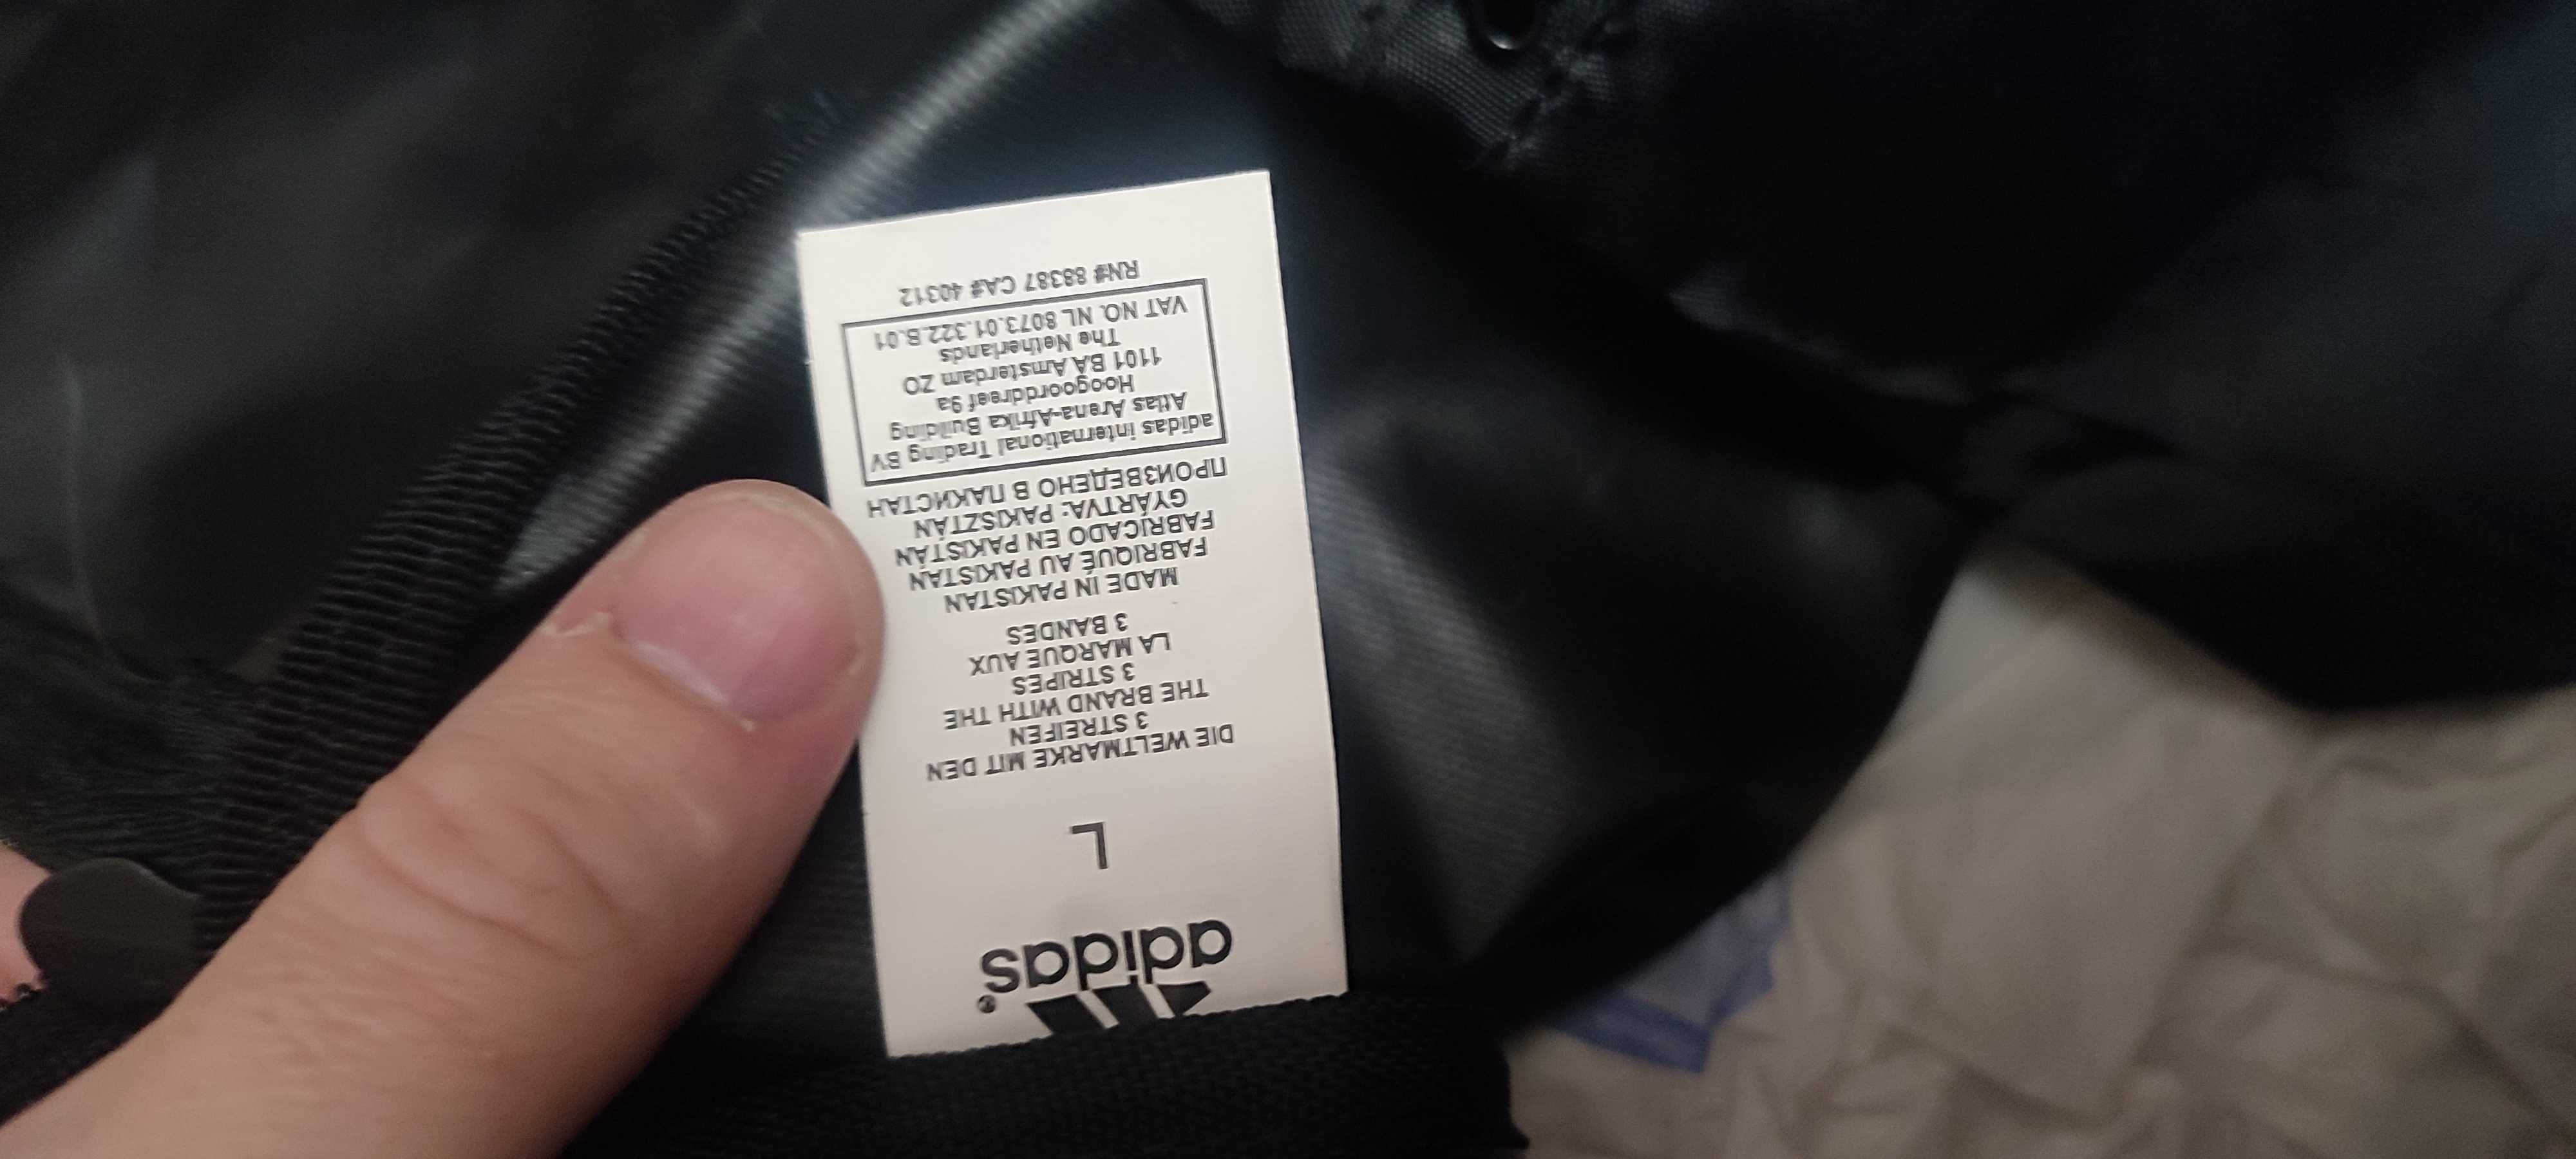 adidas®
L
DIE WELTMARKE MIT DEN
3 STREIFEN
THE BRAND WITH THE
3 STRIPES
LA MARQUE AUX
3 BANDES
MADE IN PAKISTAN
FABRIQUÉ AU PAKISTAN
FABRICADO EN PAKISTÁN
GYÁRTVA: PAKISZTÁN
ПРОИЗВЕДЕНО В ПАКИСТАН
adidas international Trading BV
Atlas Arena-Afrika Building
Hoogoorddreef 9a
1101 BA Amsterdam ZO
The Netherlands
VAT NO. NL 8073.01.322.B.01
RN# 88387 CA# 40312